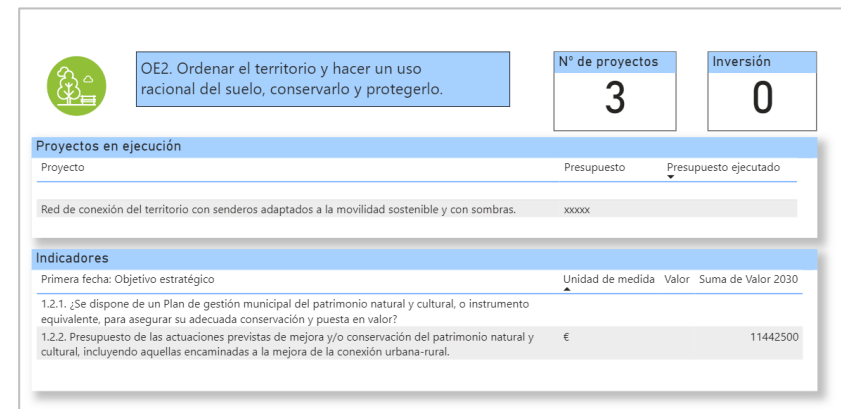 OE2. Ordenar el territorio y hacer un uso
racional del suelo, conservarlo y protegerlo.
Nº de proyectos
3
Inversión
0
Proyectos en ejecución
Proyecto Presupuesto Presupuesto ejecutado
Red de conexión del territorio con senderos adaptados a la movilidad sostenible y con sombras. xxxxx
Indicadores
Primera fecha: Objetivo estratégico Unidad de medida Valor Suma de Valor 2030
1.2.1. ¿Se dispone de un Plan de gestión municipal del patrimonio natural y cultural, o instrumento
equivalente, para asegurar su adecuada conservación y puesta en valor?
1.2.2. Presupuesto de las actuaciones previstas de mejora y/o conservación del patrimonio natural y € 11442500
cultural, incluyendo aquellas encaminadas a la mejora de la conexión urbana-rural.